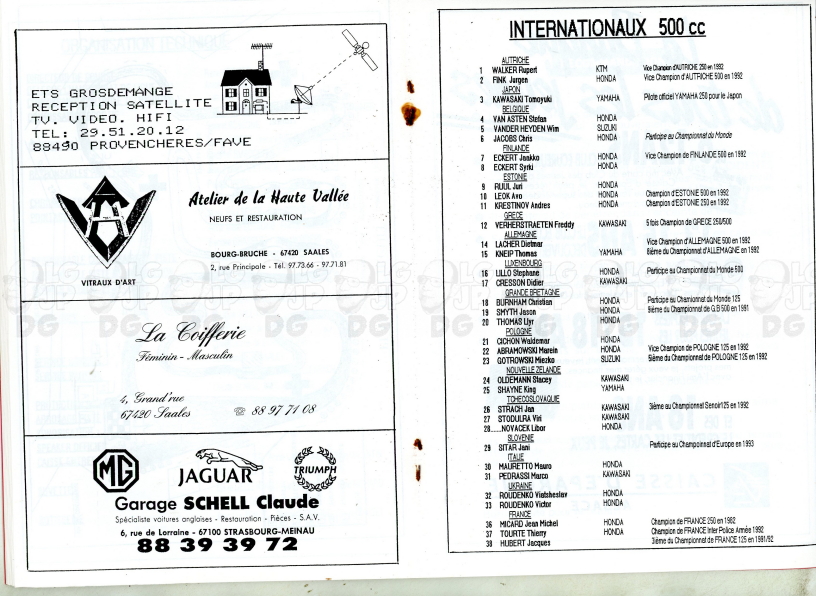 ETS GROSDEMANGE
RECEPTION SATELLITE
TV. VIDEO. HIFI
TEL: 29.51.20.12
88490 PROVENCHERES/FAVE
Atelier de la Haute Vallée
NEUFS ET RESTAURATION
BOURG-BRUCHE - 67420 SAALES
2, rue Principale - Tél. 97.73.66 - 97.71.81
VITRAUX D'ART
La Coifferie
Féminin - Masculin
4, Grand'rue
67420 Saales ☎ 88 97 71 08
MG JAGUAR TRIUMPH
Garage SCHELL Claude
Spécialiste voitures anglaises - Restauration - Pièces - S.A.V.
6, rue de Lorraine - 67100 STRASBOURG-MEINAU
88 39 39 72
INTERNATIONAUX 500 cc
AUTRICHE
1 WALKER Rupert KTM Vice Champion d'AUTRICHE 250 en 1992
2 FINK Jurgen HONDA Vice Champion d'AUTRICHE 500 en 1992
JAPON
3 KAWASAKI Tomoyuki YAMAHA Pilote officiel YAMAHA 250 pour le Japon
BELGIQUE
4 VAN ASTEN Stefan HONDA
5 VANDER HEYDEN Wim SUZUKI
6 JACOBS Chris HONDA Participe au Championnat du Monde
FINLANDE
7 ECKERT Jaakko HONDA Vice Champion de FINLANDE 500 en 1992
8 ECKERT Syrki HONDA
ESTONIE
9 RUUL Juri HONDA
10 LEOK Avo HONDA Champion d'ESTONIE 500 en 1992
11 KRESTINOV Andres HONDA Champion d'ESTONIE 250 en 1992
GRECE
12 VERHERSTRAETEN Freddy KAWASAKI 5 fois Champion de GRECE 250/500
ALLEMAGNE
14 LACHER Dietmar Vice Champion d'ALLEMAGNE 500 en 1992
15 KNEIP Thomas YAMAHA 6ième du Championnat d'ALLEMAGNE en 1992
LUXENBOURG
16 LILLO Stephane HONDA Participe au Championnat du Monde 500
17 CRESSON Didier KAWASAKI
GRANDE BRETAGNE
18 BURNHAM Christian HONDA Participe au Chamionnat du Monde 125
19 SMYTH Jason HONDA 9ième du Championnat de G.B 500 en 1991
20 THOMAS Llyr HONDA
POLOGNE
21 CICHON Waldemar HONDA
22 ABRAMOWSKI Marein HONDA Vice Champion de POLOGNE 125 en 1992
23 GOTROWSKI Miezko SUZIKI 5ième du Championnat de POLOGNE 125 en 1992
NOUVELLE ZELANDE
24 OLDEMANN Stacey KAWASAKI
25 SHAYNE King YAMAHA
TCHECOSLOVAQUIE
26 STRACH Jan KAWASAKI 3ième au Championnat Senoir125 en 1992
27 STODULRA Viri KAWASAKI
28......NOVACEK Libor HONDA
SLOVENIE
29 SITAR Jani Participe au Champoinnat d'Europe en 1993
ITALIE
30 MAURETTO Mauro HONDA
31 PEDRASSI Marco KAWASAKI
UKRAINE
32 ROUDENKO Viatsheslav HONDA
33 ROUDENKO Victor HONDA
FRANCE
36 MICARD Jean Michel HONDA Champion de FRANCE 250 en 1982
37 TOURTE Thierry HONDA Champion de FRANCE Inter Police Armée 1992
38 HUBERT Jacques 3ième du Championnat de FRANCE 125 en 1991/92